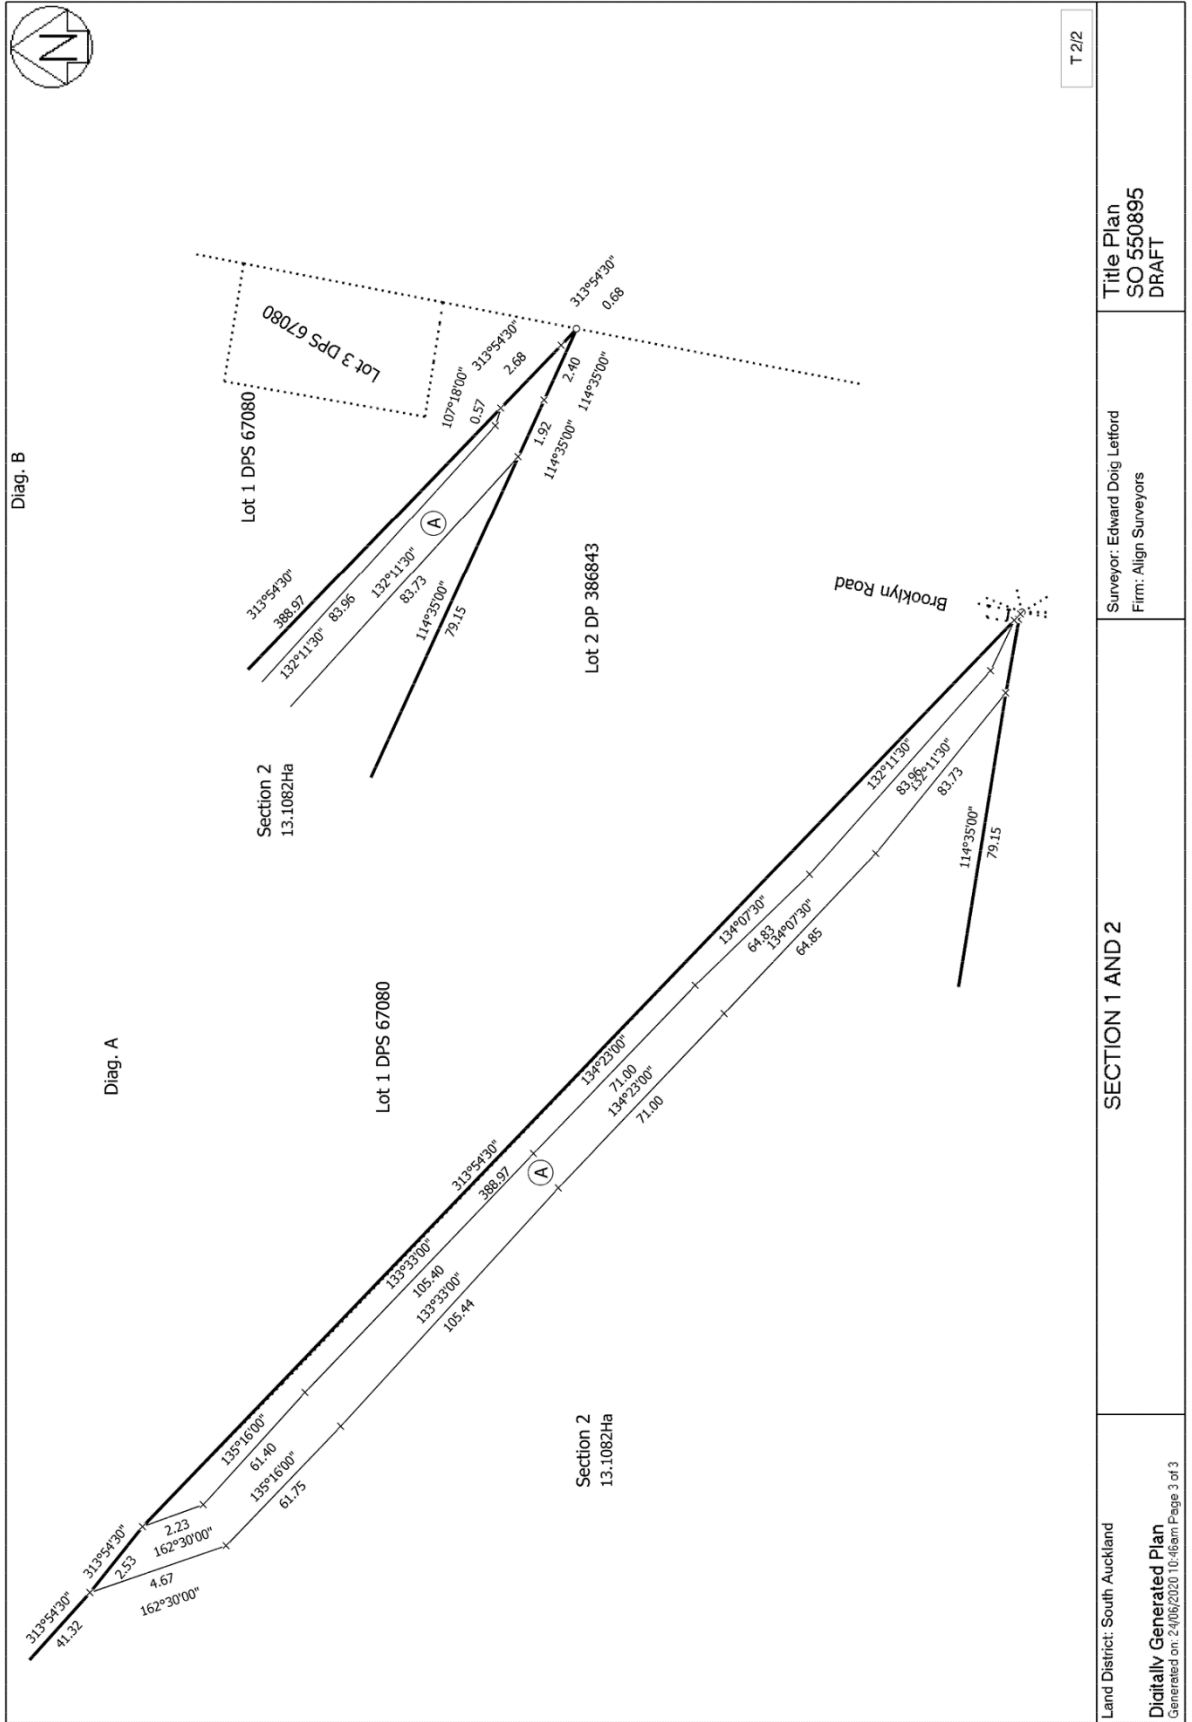 Diag. B
N
Lot 1 DPS 67080
Lot 3 DPS 67080
313°54'30"
388.97
132°11'30"
83.96
132°11'30"
83.73
A
114°35'00"
79.15
107°18'00"
0.57
313°54'30"
2.68
313°54'30"
0.68
2.40
114°35'00"
1.92
114°35'00"
Section 2
13.1082Ha
Lot 2 DP 386843
Diag. A
Lot 1 DPS 67080
Brooklyn Road
313°54'30"
41.32
313°54'30"
2.53
2.23
162°30'00"
4.67
162°30'00"
135°16'00"
61.40
135°16'00"
61.75
133°33'00"
105.40
133°33'00"
105.44
313°54'30"
388.97
A
134°23'00"
71.00
134°23'00"
71.00
134°07'30"
64.83
134°07'30"
64.85
132°11'30"
83.96
132°11'30"
83.73
114°35'00"
79.15
Section 2
13.1082Ha
T 2/2
Land District: South Auckland
Digitally Generated Plan
Generated on: 24/06/2020 10:46am Page 3 of 3
SECTION 1 AND 2
Surveyor: Edward Doig Letford
Firm: Align Surveyors
Title Plan
SO 550895
DRAFT